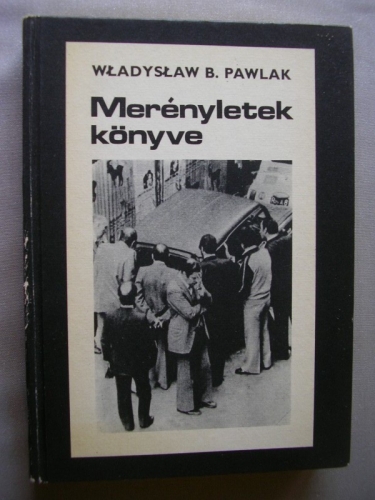 WŁADYSŁAW B. PAWLAK
Merényletek
könyve